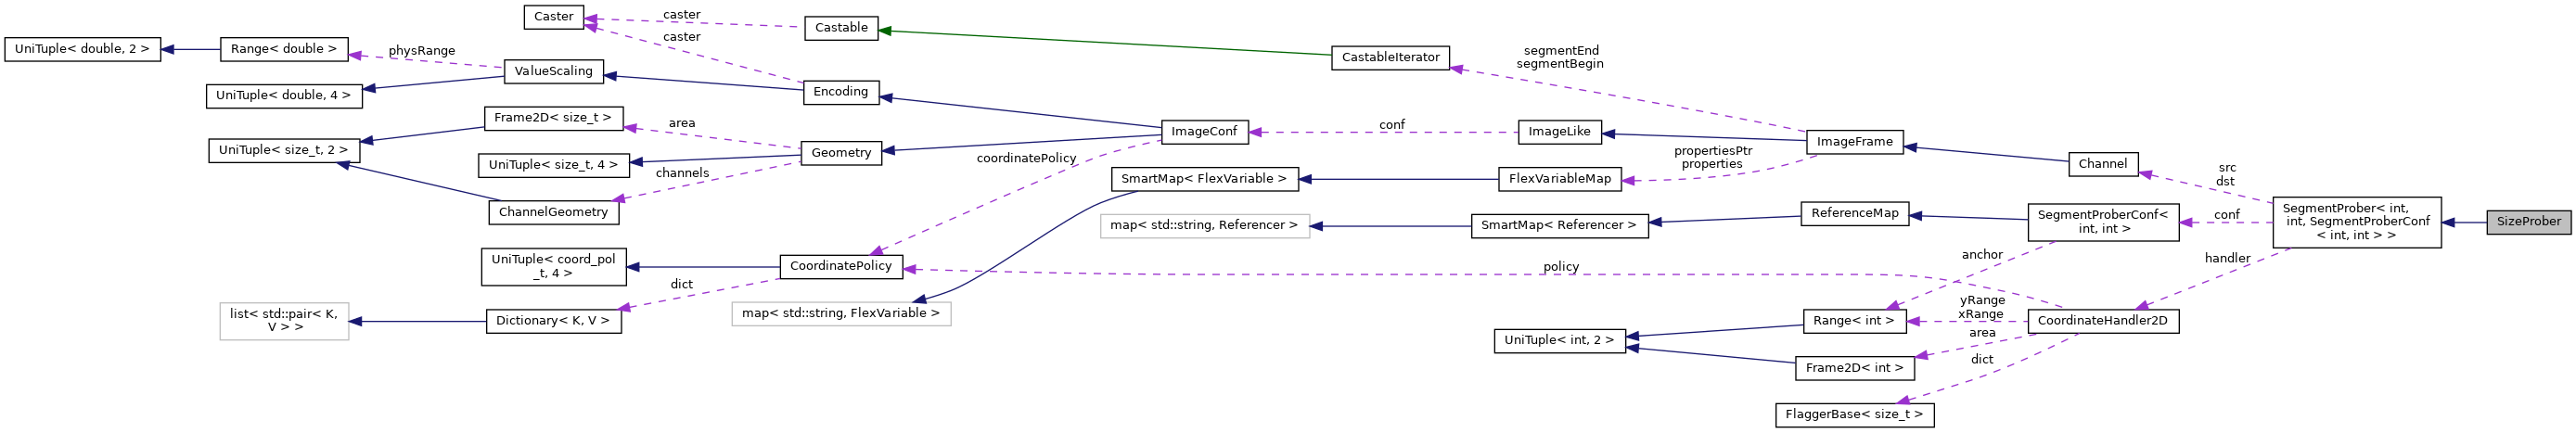 Caster
caster
Castable
UniTuple< double, 2 >
Range< double >
physRange
caster
segmentEnd
segmentBegin
CastableIterator
ValueScaling
UniTuple< double, 4 >
Encoding
Frame2D< size_t >
area
ImageConf
conf
ImageLike
ImageFrame
UniTuple< size_t, 2 >
Geometry
UniTuple< size_t, 4 >
coordinatePolicy
propertiesPtr
properties
Channel
channels
SmartMap< FlexVariable >
FlexVariableMap
src
dst
ChannelGeometry
map< std::string, Referencer >
SmartMap< Referencer >
ReferenceMap
SegmentProberConf<
int, int >
conf
SegmentProber< int,
int, SegmentProberConf
< int, int > >
SizeProber
UniTuple< coord_pol
_t, 4 >
CoordinatePolicy
policy
anchor
handler
dict
list< std::pair< K,
V > >
Dictionary< K, V >
map< std::string, FlexVariable >
yRange
xRange
Range< int >
CoordinateHandler2D
UniTuple< int, 2 >
area
Frame2D< int >
dict
FlaggerBase< size_t >